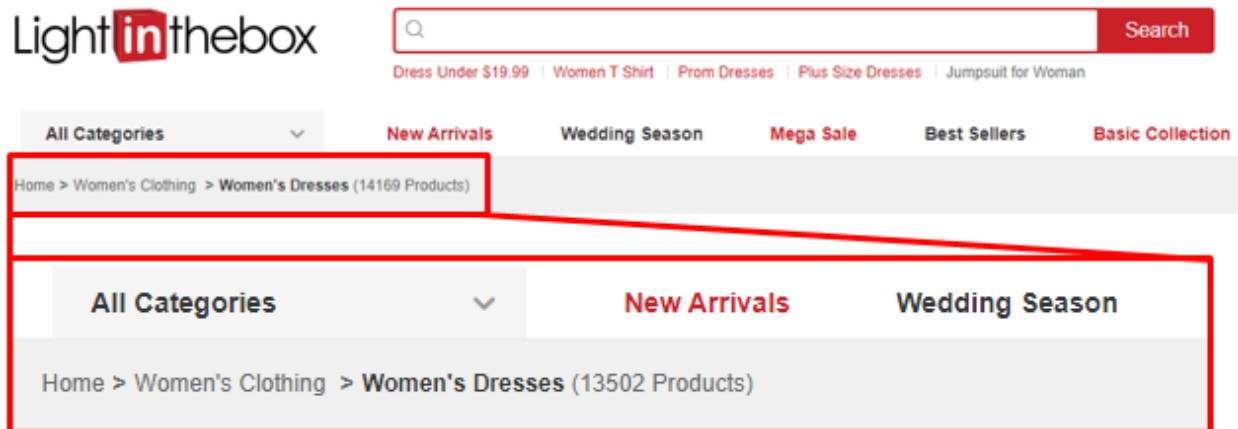 Lightinthebox
Search
Dress Under $19.99 Women T Shirt Prom Dresses Plus Size Dresses Jumpsuit for Woman
All Categories New Arrivals Wedding Season Mega Sale Best Sellers Basic Collection
Home > Women's Clothing > Women's Dresses (14169 Products)
All Categories New Arrivals Wedding Season
Home > Women's Clothing > Women's Dresses (13502 Products)